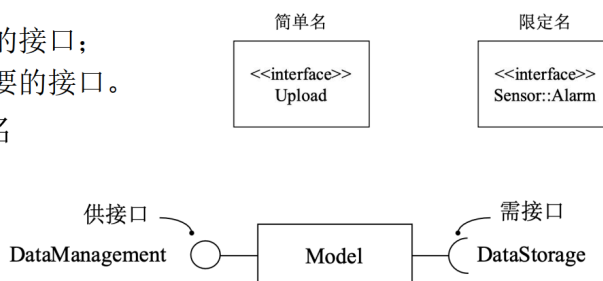 的接口；
要的接口。
名
简单名
限定名
<<interface>>
Upload
<<interface>>
Sensor::Alarm
供接口
需接口
DataManagement
Model
DataStorage